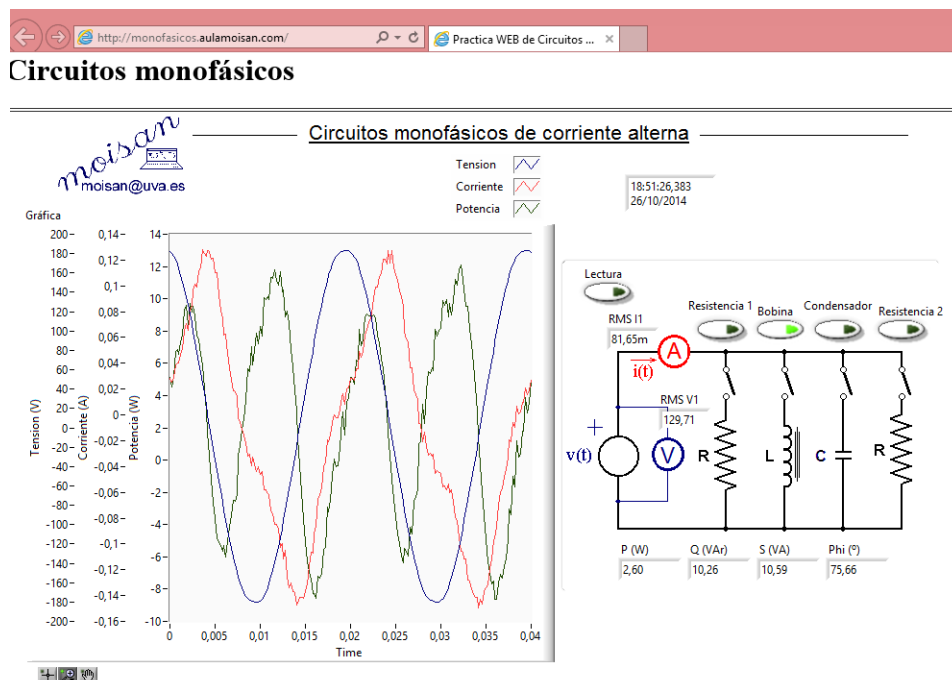 http://monofasicos.aulamoisan.com/
Practica WEB de Circuitos ...
Circuitos monofásicos
moisan
moisan@uva.es
Circuitos monofásicos de corriente alterna
Tension
Corriente
Potencia
18:51:26,383
26/10/2014
Gráfica
Tension (V)
200
180
160
140
120
100
80
60
40
20
0
-20
-40
-60
-80
-100
-120
-140
-160
-180
-200
Corriente (A)
0,14
0,12
0,1
0,08
0,06
0,04
0,02
0
-0,02
-0,04
-0,06
-0,08
-0,1
-0,12
-0,14
-0,16
Potencia (W)
14
12
10
8
6
4
2
0
-2
-4
-6
-8
-10
0 0,005 0,01 0,015 0,02 0,025 0,03 0,035 0,04
Time
Lectura
Resistencia 1
Bobina
Condensador
Resistencia 2
RMS I1
81,65m
A
i(t)
RMS V1
129,71
+
v(t)
V
R
L
C
R
P (W) Q (VAr) S (VA) Phi (º)
2,60 10,26 10,59 75,66